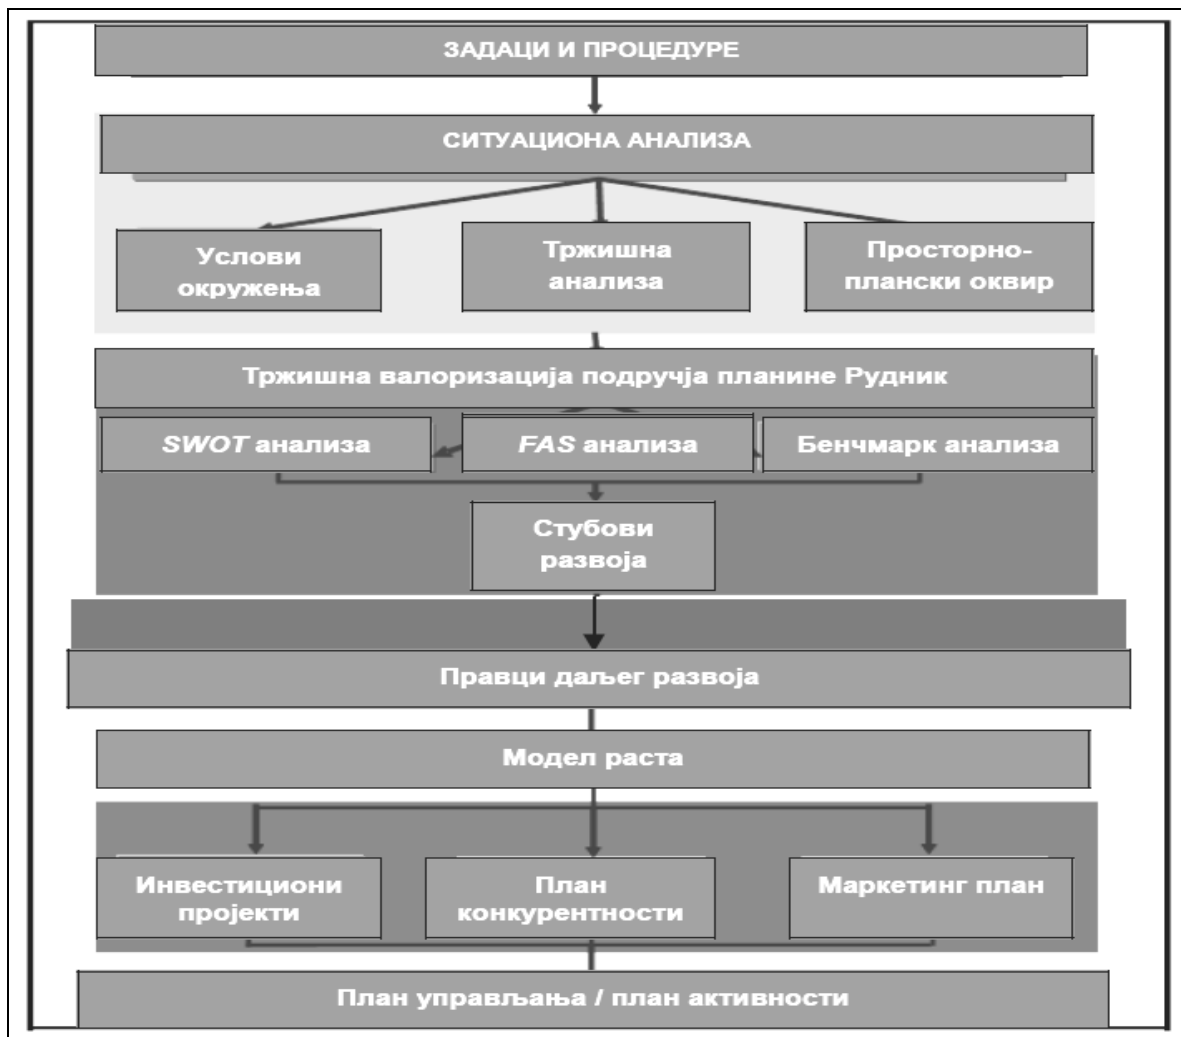 ЗАДАЦИ И ПРОЦЕДУРЕ
СИТУАЦИОНА АНАЛИЗА
Услови
окружења
Тржишна
анализа
Просторно-
плански оквир
Тржишна валоризација подручја планине Рудник
SWOT анализа
FAS анализа
Бенчмарк анализа
Стубови
развоја
Правци даљег развоја
Модел раста
Инвестициони
пројекти
План
конкурентности
Маркетинг план
План управљања / план активности